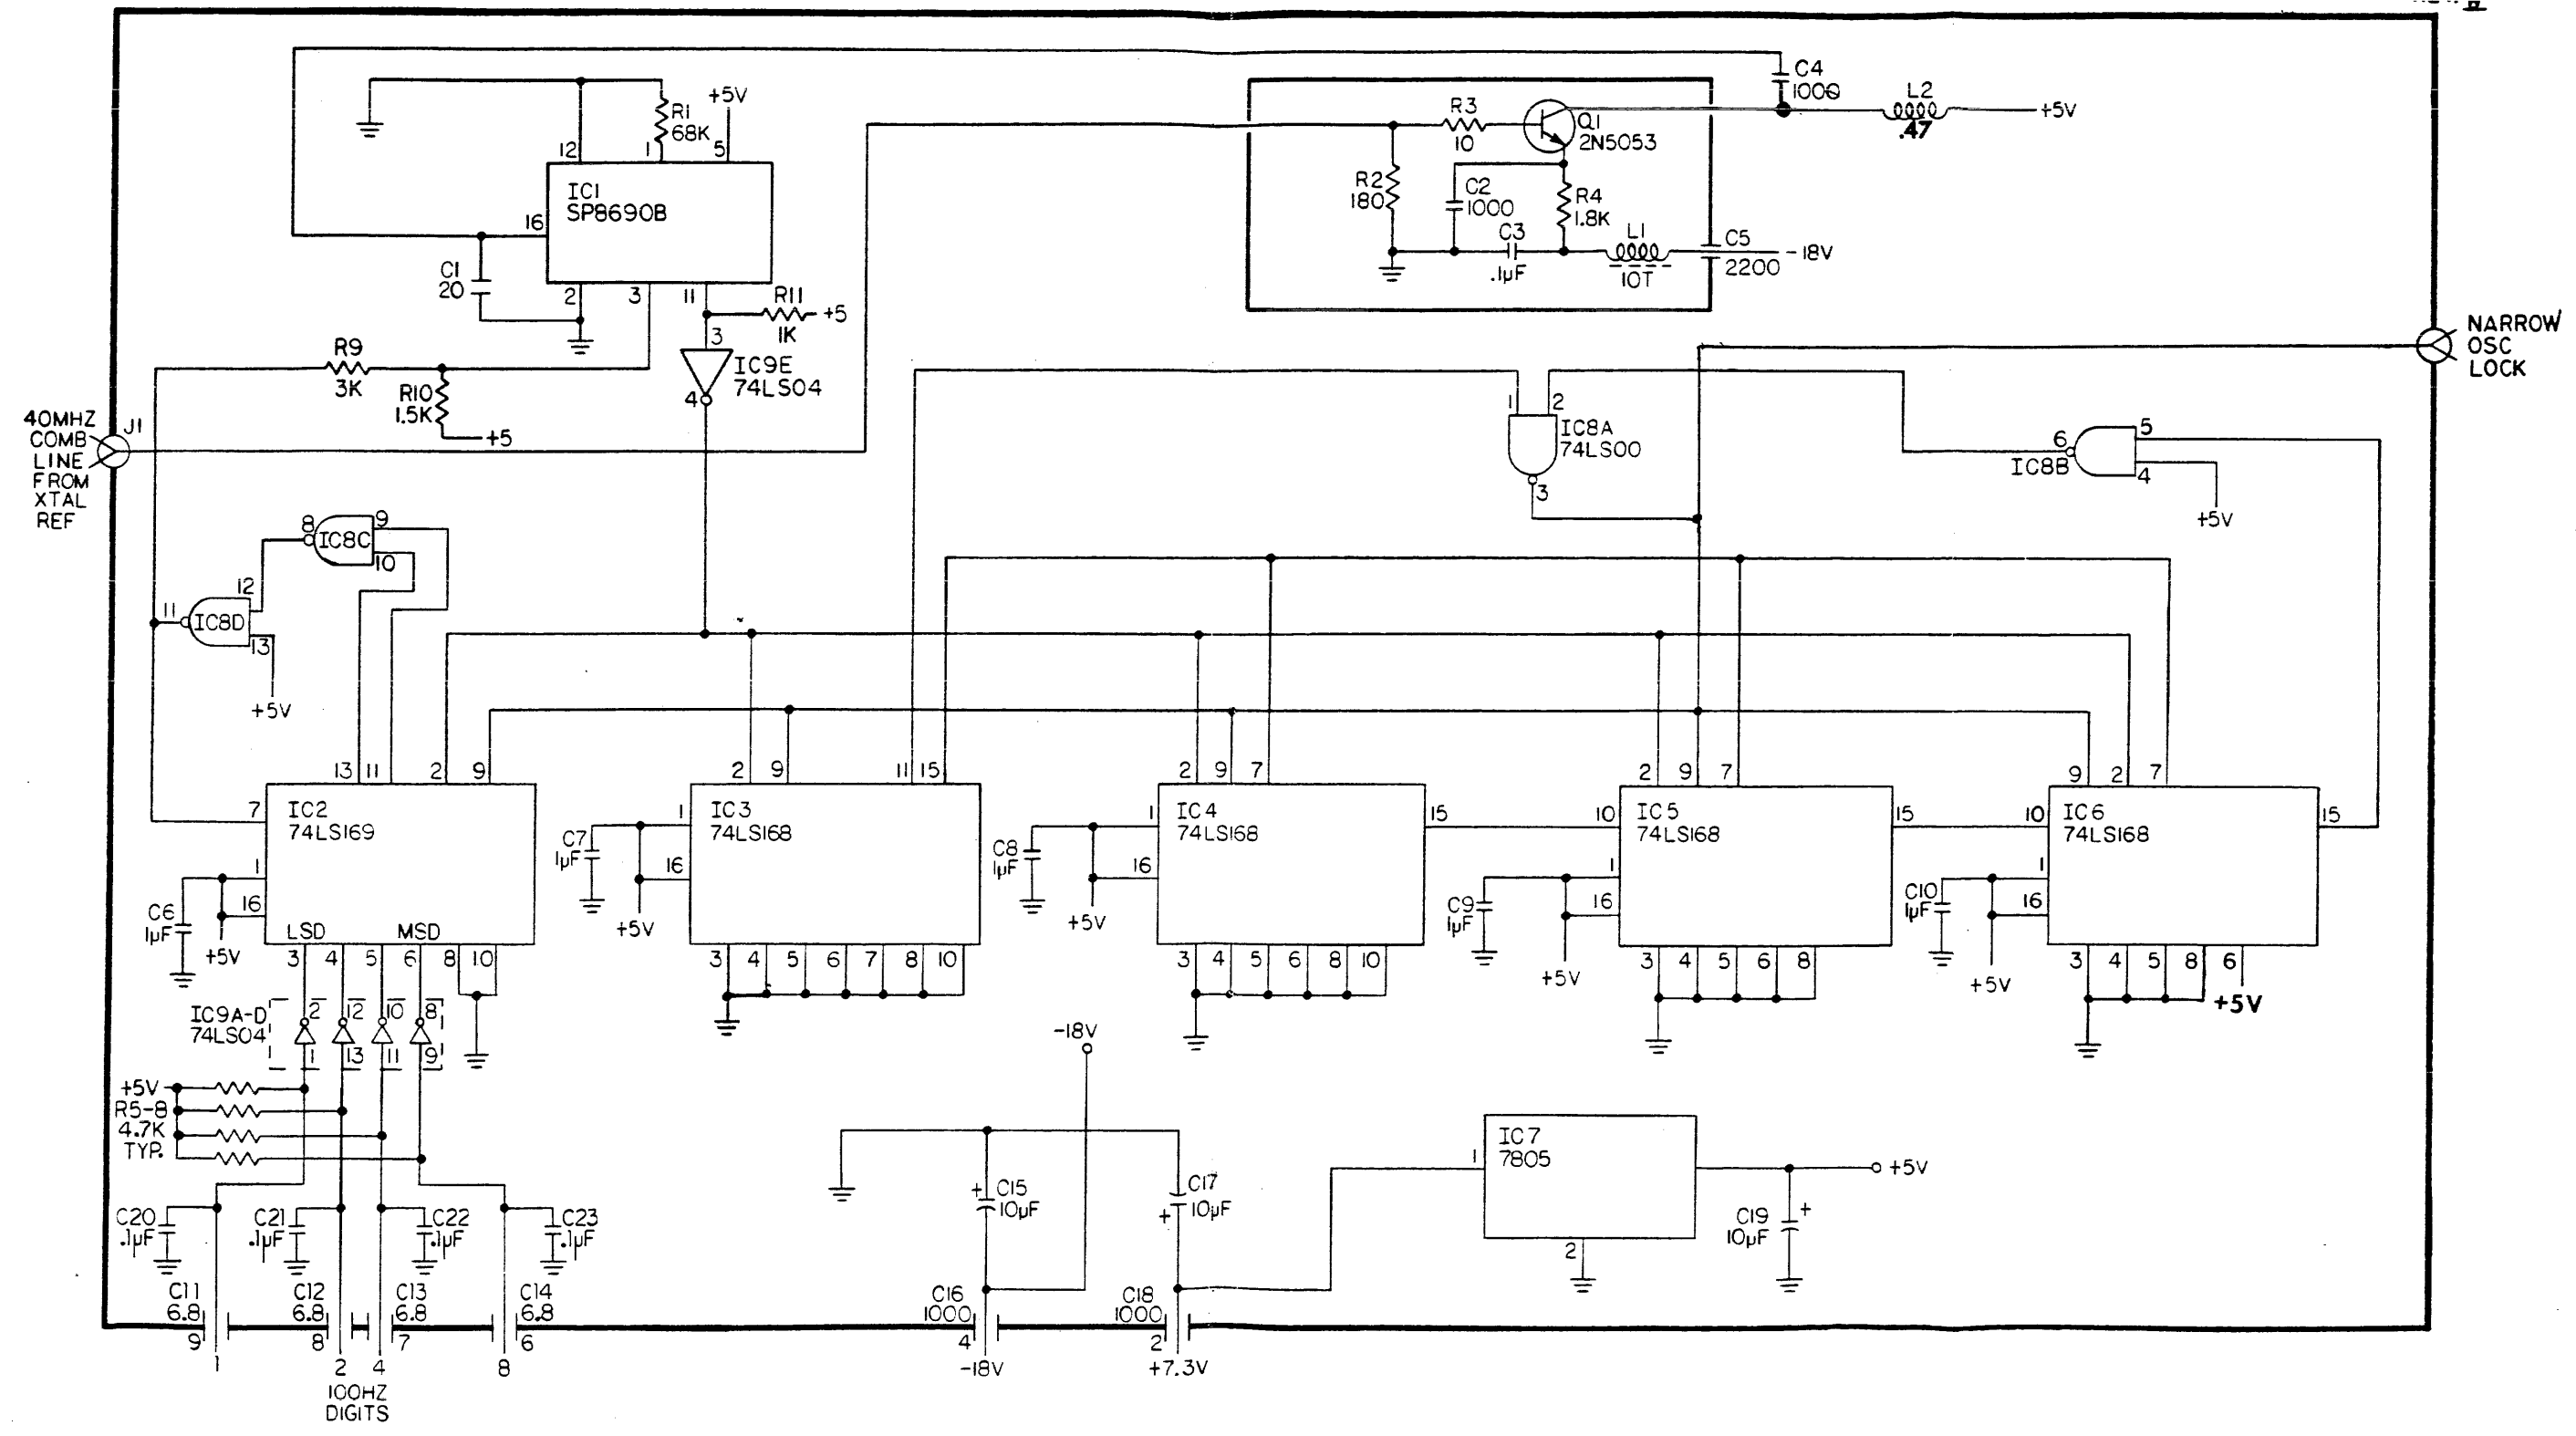 C4
1000
L2
.47
+5V
R1
68K
+5V
12
1
5
IC1
SP8690B
16
C1
20
2
3
11
R11
1K
+5
3
IC9E
74LS04
4
R9
3K
R10
1.5K
+5
R3
10
Q1
2N5053
R2
180
C2
1000
R4
1.8K
C3
.1µF
L1
10T
C5
2200
-18V
NARROW
OSC
LOCK
40MHZ
COMB
LINE
FROM
XTAL
REF
J1
1
2
IC8A
74LS00
3
6
IC8B
5
4
+5V
8
IC8C
9
10
12
11
IC8D
13
+5V
13
11
2
9
7
IC2
74LS169
1
16
C6
1µF
+5V
LSD
MSD
3
4
5
6
8
10
2
9
11
15
1
IC3
74LS168
C7
1µF
16
+5V
3
4
5
6
7
8
10
2
9
7
1
IC4
74LS168
15
C8
1µF
16
+5V
3
4
5
6
8
10
2
9
7
10
IC5
74LS168
15
1
C9
1µF
16
+5V
3
4
5
6
8
9
2
7
10
IC6
74LS168
15
1
C10
1µF
16
+5V
3
4
5
8
6
+5V
IC9A-D
74LS04
2
12
10
8
1
13
11
9
+5V
R5-8
4.7K
TYP.
C20
.1µF
C21
.1µF
C22
.1µF
C23
.1µF
C11
6.8
9
C12
6.8
8
C13
6.8
7
C14
6.8
6
1
2
4
8
100HZ
DIGITS
-18V
+
C15
10µF
C17
10µF
+
C16
1000
4
-18V
C18
1000
2
+7.3V
1
IC7
7805
2
+5V
C19
10µF
+